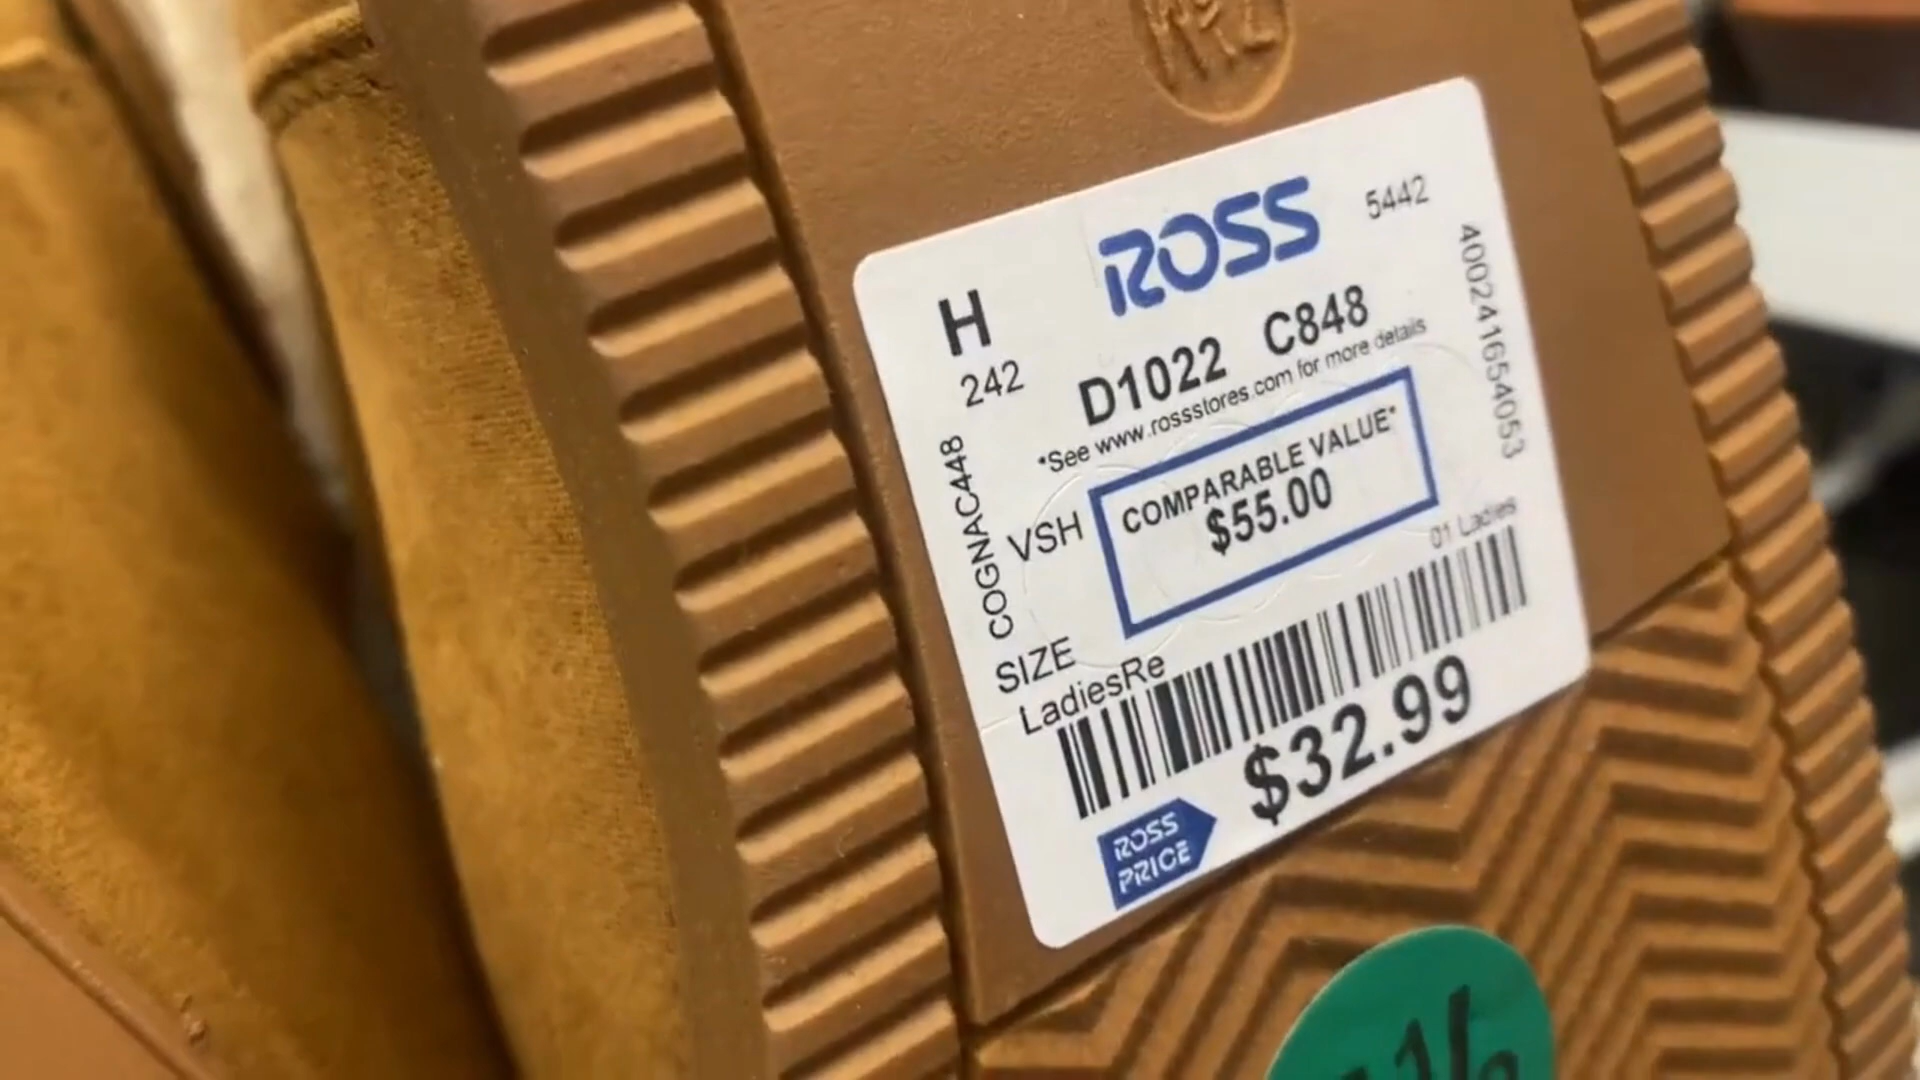 ROSS 5442
H
242
D1022 C848
*See www.rossstores.com for more details
400241654053
COGNAC448
VSH
COMPARABLE VALUE*
$55.00
01 Ladies
SIZE
LadiesRe
$32.99
ROSS
PRICE